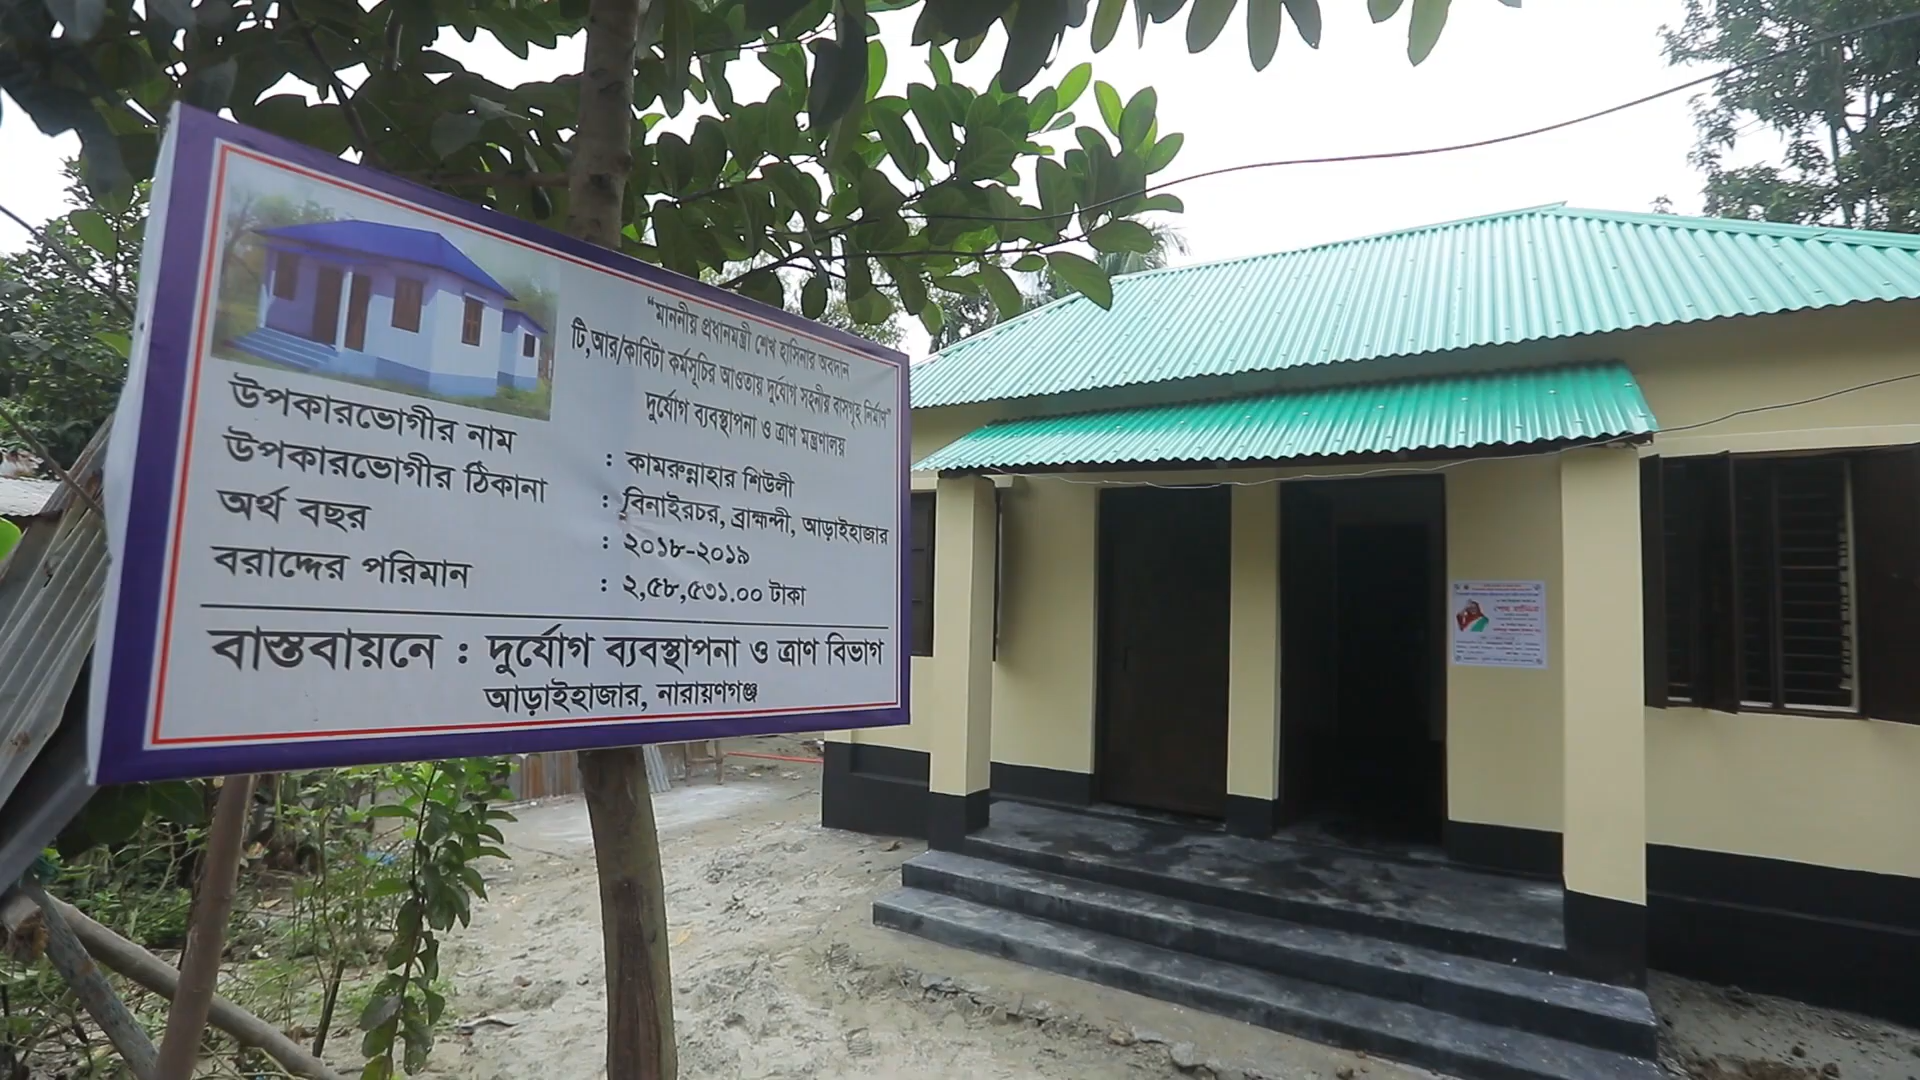 “মাননীয় প্রধানমন্ত্রী শেখ হাসিনার অবদান
টি,আর/কাবিটা কর্মসূচির আওতায় দুর্যোগ সহনীয় বাসগৃহ নির্মাণ”
দুর্যোগ ব্যবস্থাপনা ও ত্রাণ মন্ত্রণালয়
উপকারভোগীর নাম : কামরুন্নাহার শিউলী
উপকারভোগীর ঠিকানা : বিনাইরচর, ব্রাহ্মন্দী, আড়াইহাজার
অর্থ বছর : ২০১৮-২০১৯
বরাদ্দের পরিমান : ২,৫৮,৫৩১.০০ টাকা
বাস্তবায়নে : দুর্যোগ ব্যবস্থাপনা ও ত্রাণ বিভাগ
আড়াইহাজার, নারায়ণগঞ্জ
শেখ হাসিনা